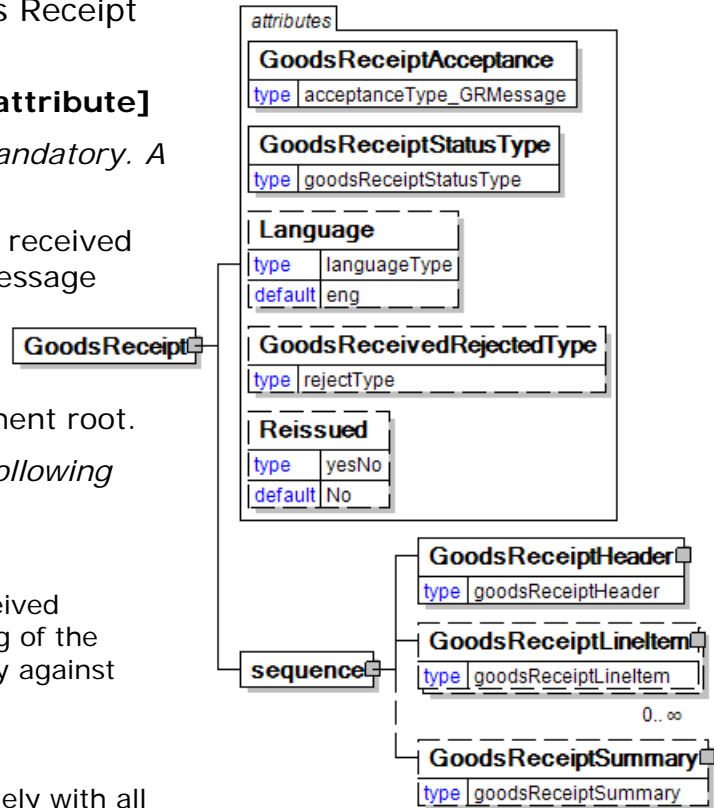 s Receipt
attribute]
andatory. A
received
essage
nent root.
ollowing
eived
g of the
y against
ely with all
GoodsReceipt
attributes
GoodsReceiptAcceptance
type acceptanceType_GRMessage
GoodsReceiptStatusType
type goodsReceiptStatusType
Language
type languageType
default eng
GoodsReceivedRejectedType
type rejectType
Reissued
type yesNo
default No
sequence
GoodsReceiptHeader
type goodsReceiptHeader
GoodsReceiptLineItem
type goodsReceiptLineItem
0.. ∞
GoodsReceiptSummary
type goodsReceiptSummary